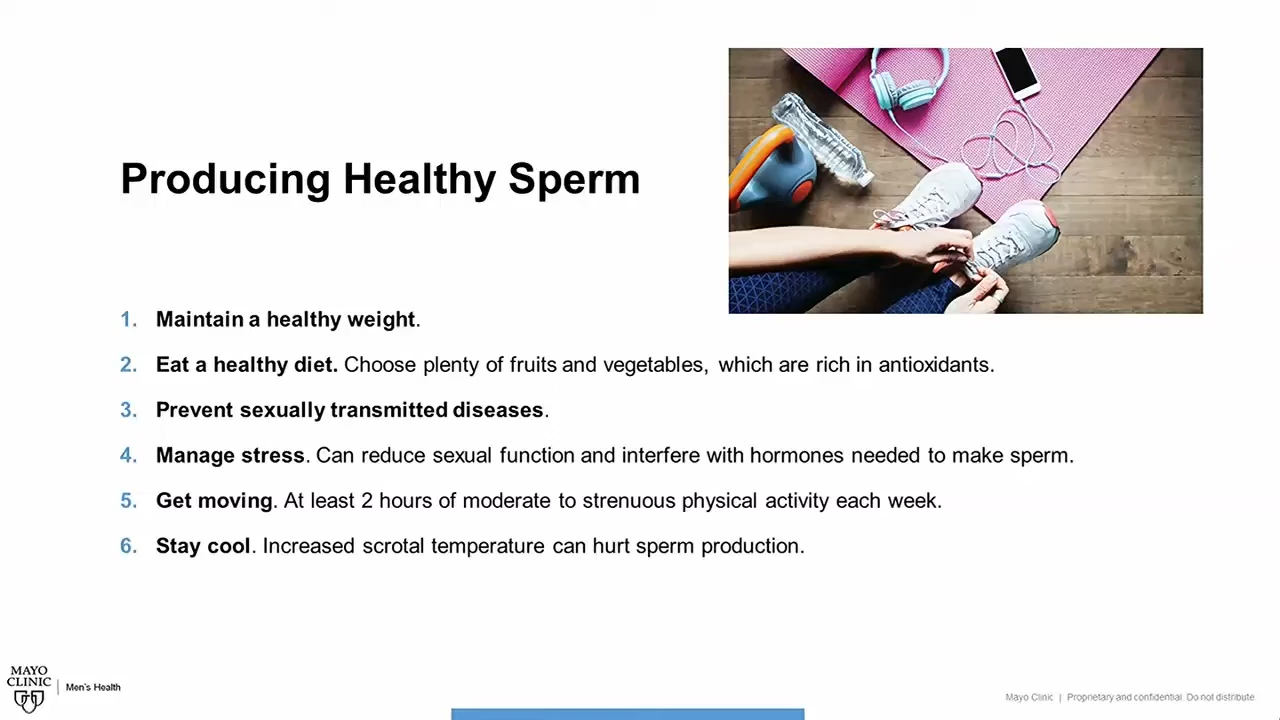 Producing Healthy Sperm
1. Maintain a healthy weight.
2. Eat a healthy diet. Choose plenty of fruits and vegetables, which are rich in antioxidants.
3. Prevent sexually transmitted diseases.
4. Manage stress. Can reduce sexual function and interfere with hormones needed to make sperm.
5. Get moving. At least 2 hours of moderate to strenuous physical activity each week.
6. Stay cool. Increased scrotal temperature can hurt sperm production.
MAYO
CLINIC
Men's Health
Mayo Clinic | Proprietary and confidential. Do not distribute.